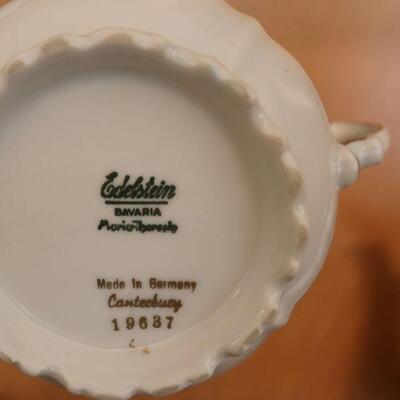 Edelstein
BAVARIA
Maria-Theresia
Made In Germany
Canterbury
19637